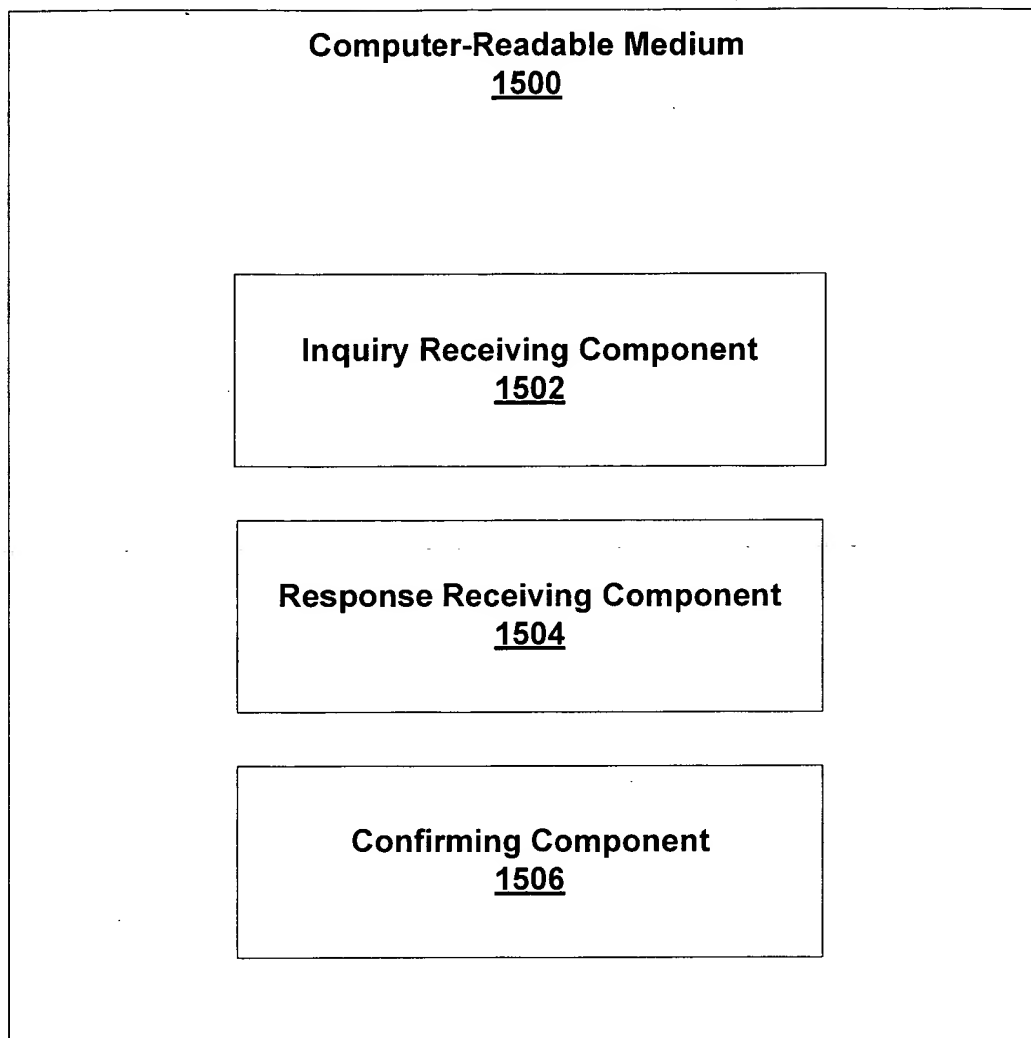 Computer-Readable Medium
1500
Inquiry Receiving Component
1502
Response Receiving Component
1504
Confirming Component
1506